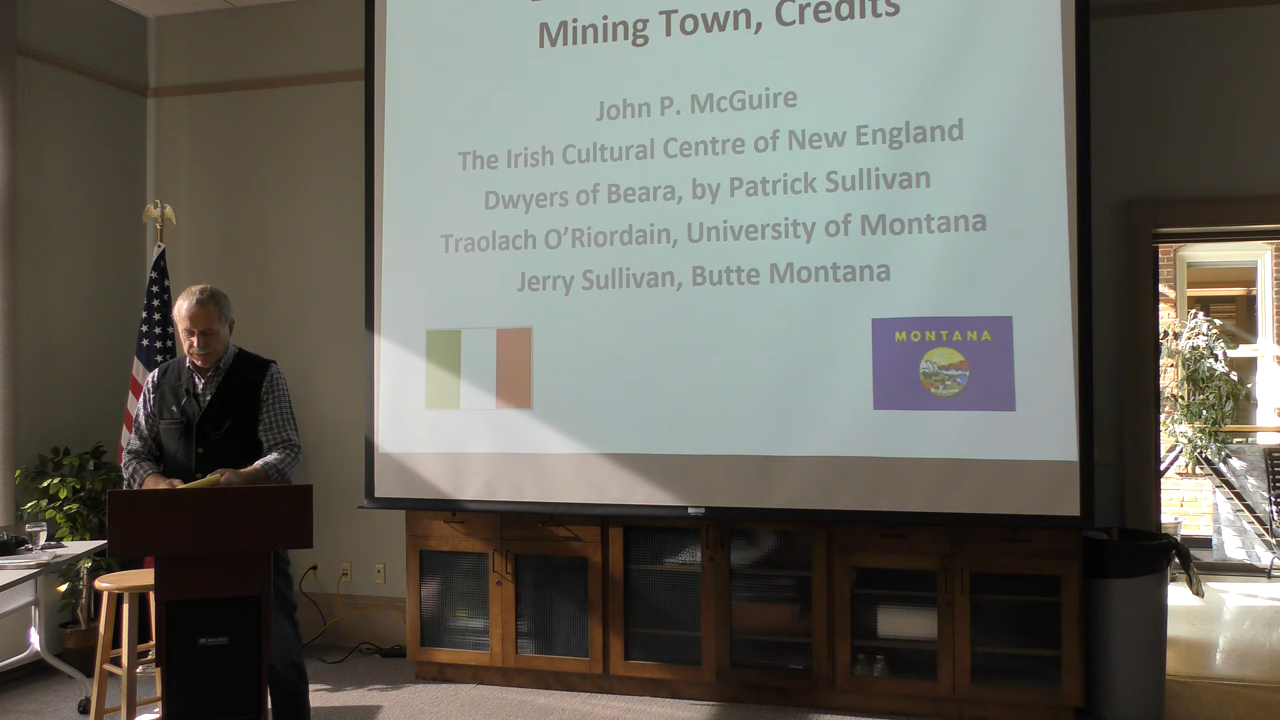 Mining Town, Credits
John P. McGuire
The Irish Cultural Centre of New England
Dwyers of Beara, by Patrick Sullivan
Traolach O'Riordain, University of Montana
Jerry Sullivan, Butte Montana
MONTANA